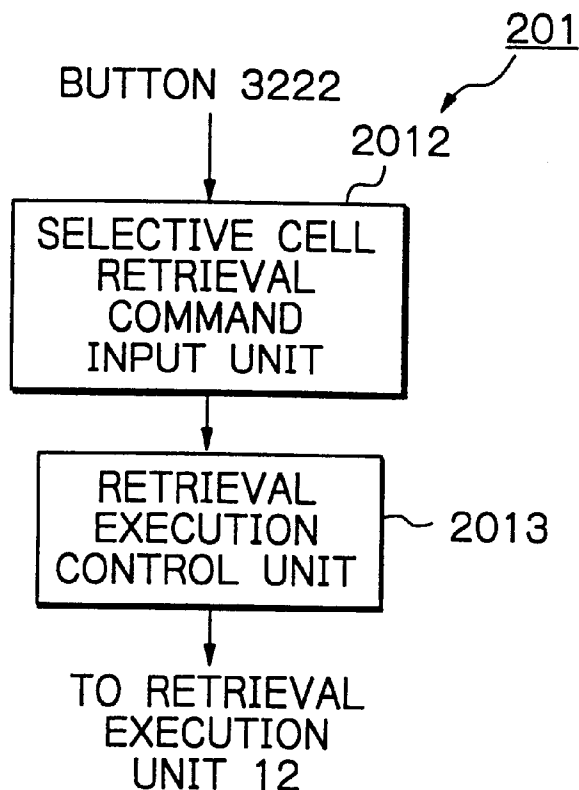 201
BUTTON 3222
2012
SELECTIVE CELL
RETRIEVAL
COMMAND
INPUT UNIT
RETRIEVAL
EXECUTION
CONTROL UNIT
2013
TO RETRIEVAL
EXECUTION
UNIT 12